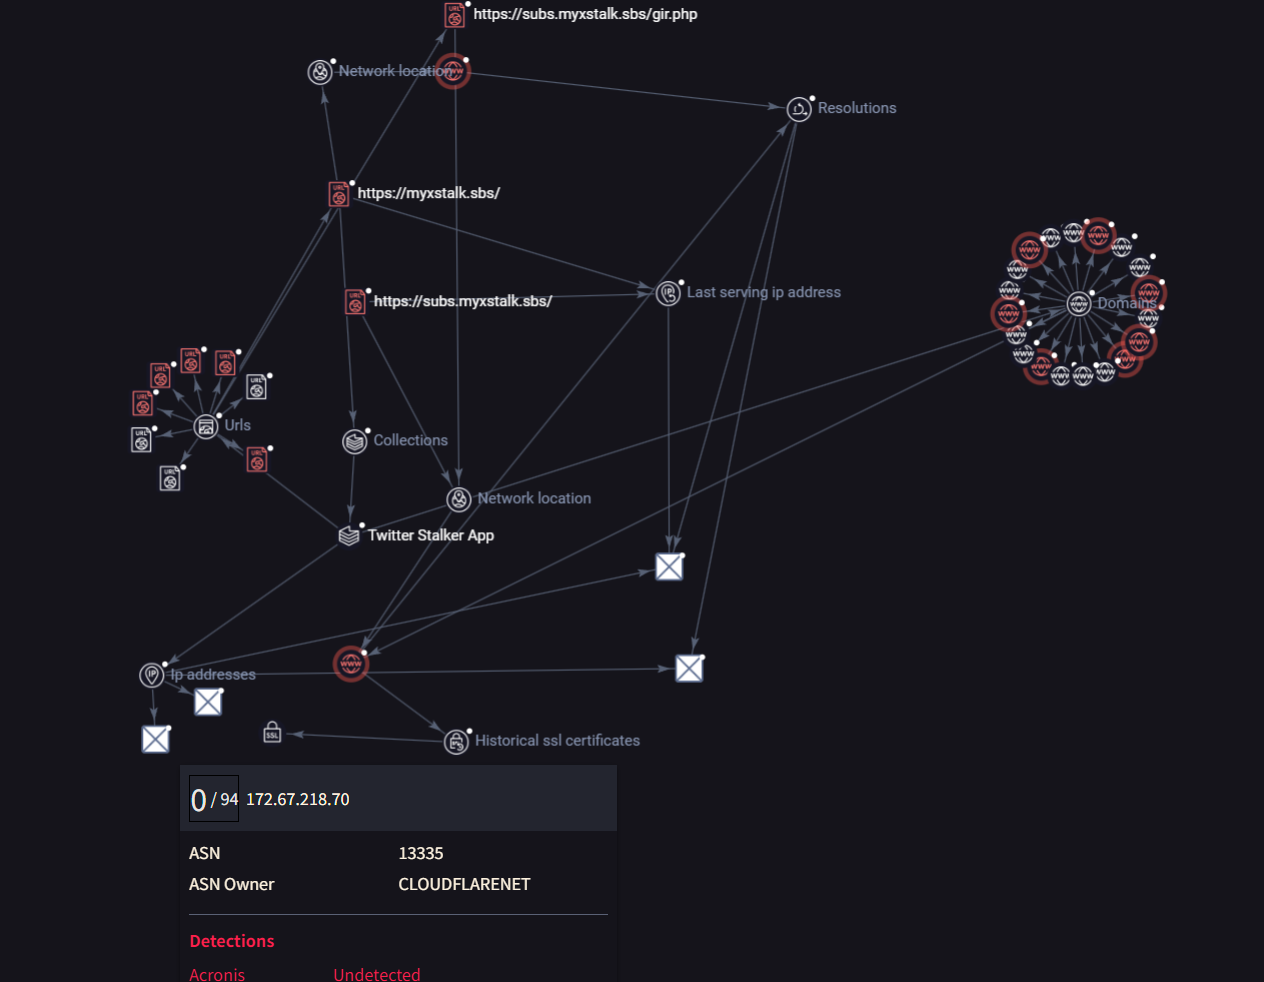 https://subs.myxstalk.sbs/gir.php
Network location
Resolutions
https://myxstalk.sbs/
Last serving ip address
https://subs.myxstalk.sbs/
Domains
Urls
Collections
Network location
Twitter Stalker App
Ip addresses
Historical ssl certificates
SSL
0 / 94 172.67.218.70
ASN 13335
ASN Owner CLOUDFLARENET
Detections
Acronis Undetected